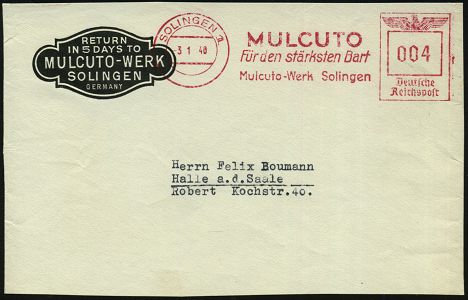 RETURN
IN 5 DAYS TO
MULCUTO-WERK
SOLINGEN
GERMANY
SOLINGEN
3 1 40
MULCUTO
Für den stärksten Bart
Mulcuto-Werk Solingen
004
Deutsche
Reichspost
Herrn Felix Boumann
Halle a.d.Saale
Robert Kochstr.40.